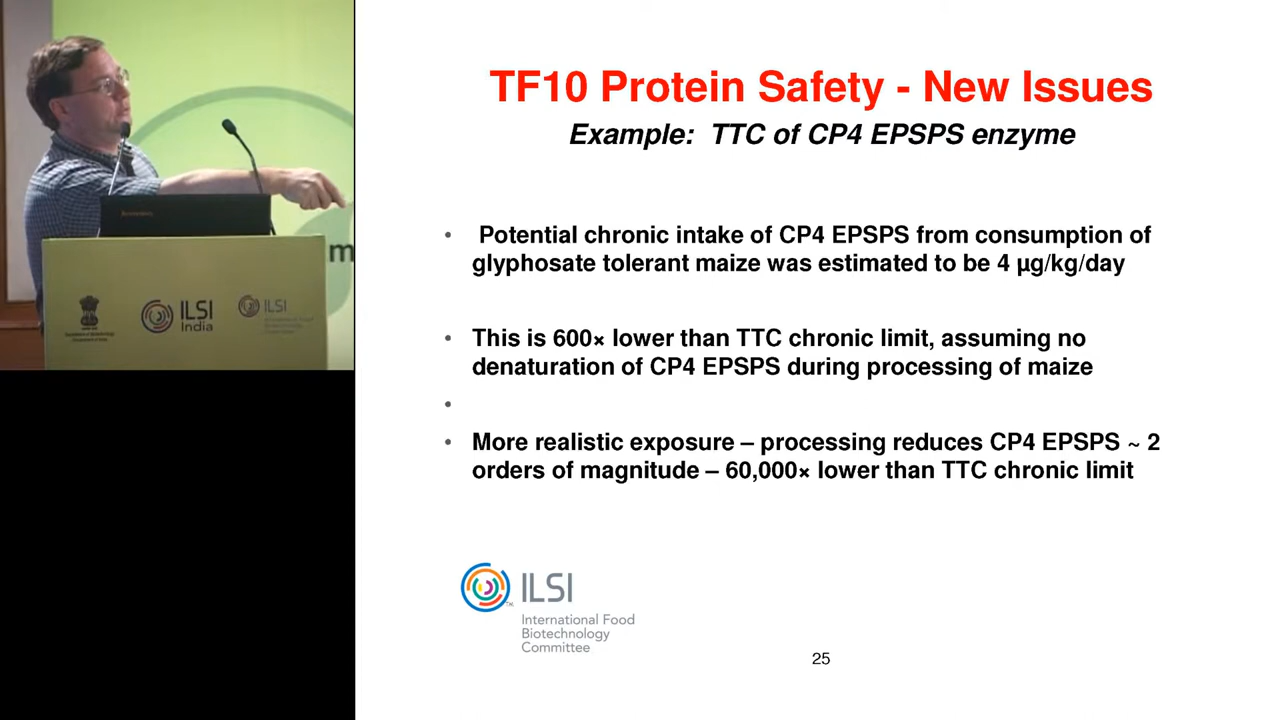 TF10 Protein Safety - New Issues
Example: TTC of CP4 EPSPS enzyme
• Potential chronic intake of CP4 EPSPS from consumption of
glyphosate tolerant maize was estimated to be 4 µg/kg/day
• This is 600× lower than TTC chronic limit, assuming no
denaturation of CP4 EPSPS during processing of maize
•
• More realistic exposure – processing reduces CP4 EPSPS ~ 2
orders of magnitude – 60,000× lower than TTC chronic limit
ILSI
TM
International Food
Biotechnology
Committee
25
m
ILSI
India
ILSI